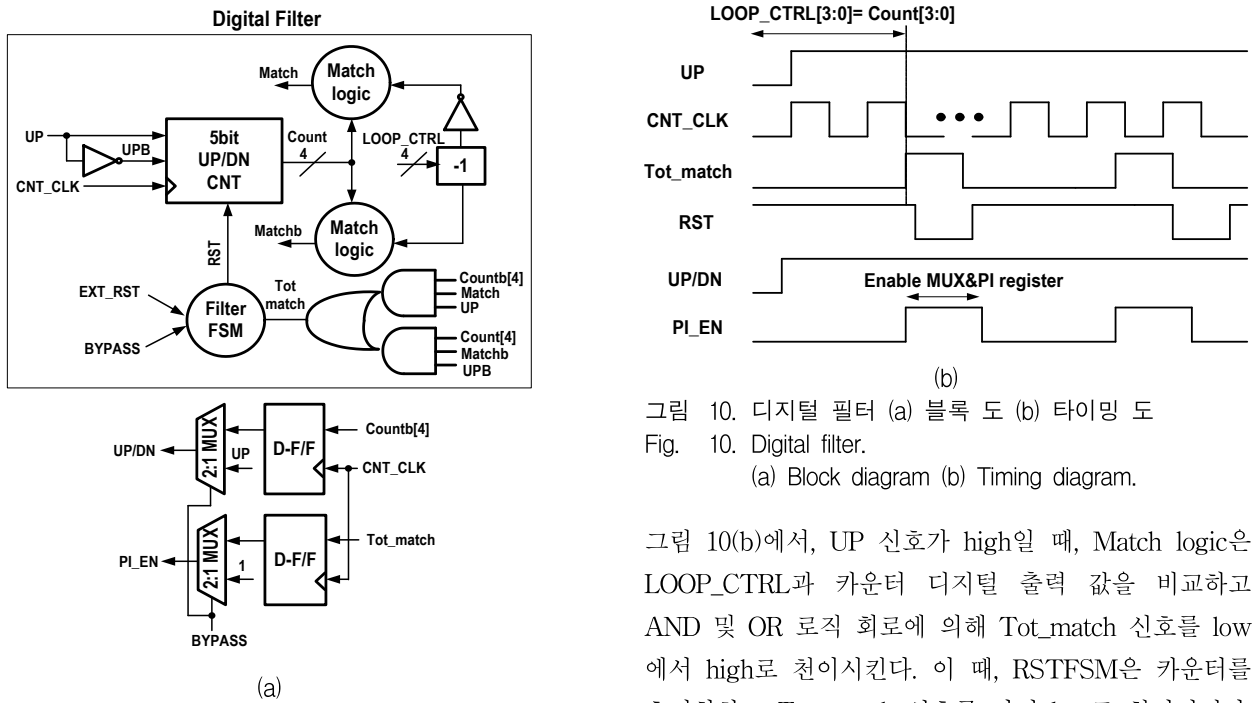 Digital Filter
Match
Match
logic
UP
UPB
CNT_CLK
5bit
UP/DN
CNT
Count
4
LOOP_CTRL
4
-1
Matchb
Match
logic
RST
EXT_RST
BYPASS
Filter
FSM
Tot
match
Countb[4]
Match
UP
Count[4]
Matchb
UPB
UP/DN
2:1 MUX
UP
D-F/F
Countb[4]
CNT_CLK
PI_EN
2:1 MUX
1
D-F/F
Tot_match
BYPASS
(a)
LOOP_CTRL[3:0]= Count[3:0]
UP
CNT_CLK
Tot_match
RST
UP/DN
Enable MUX&PI register
PI_EN
(b)
그림 10. 디지털 필터 (a) 블록 도 (b) 타이밍 도
Fig. 10. Digital filter.
(a) Block diagram (b) Timing diagram.
그림 10(b)에서, UP 신호가 high일 때, Match logic은
LOOP_CTRL과 카운터 디지털 출력 값을 비교하고
AND 및 OR 로직 회로에 의해 Tot_match 신호를 low
에서 high로 천이시킨다. 이 때, RSTFSM은 카운터를